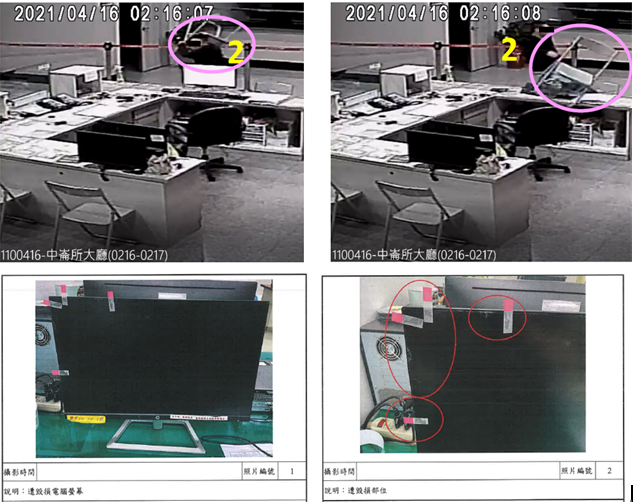 2021/04/16 02:16:07
2
1100416-中崙所大廳(0216-0217)
2021/04/16 02:16:08
2
1100416-中崙所大廳(0216-0217)
攝影時間
照片編號
1
說明：遭毀損電腦螢幕
攝影時間
照片編號
2
說明：遭毀損部位